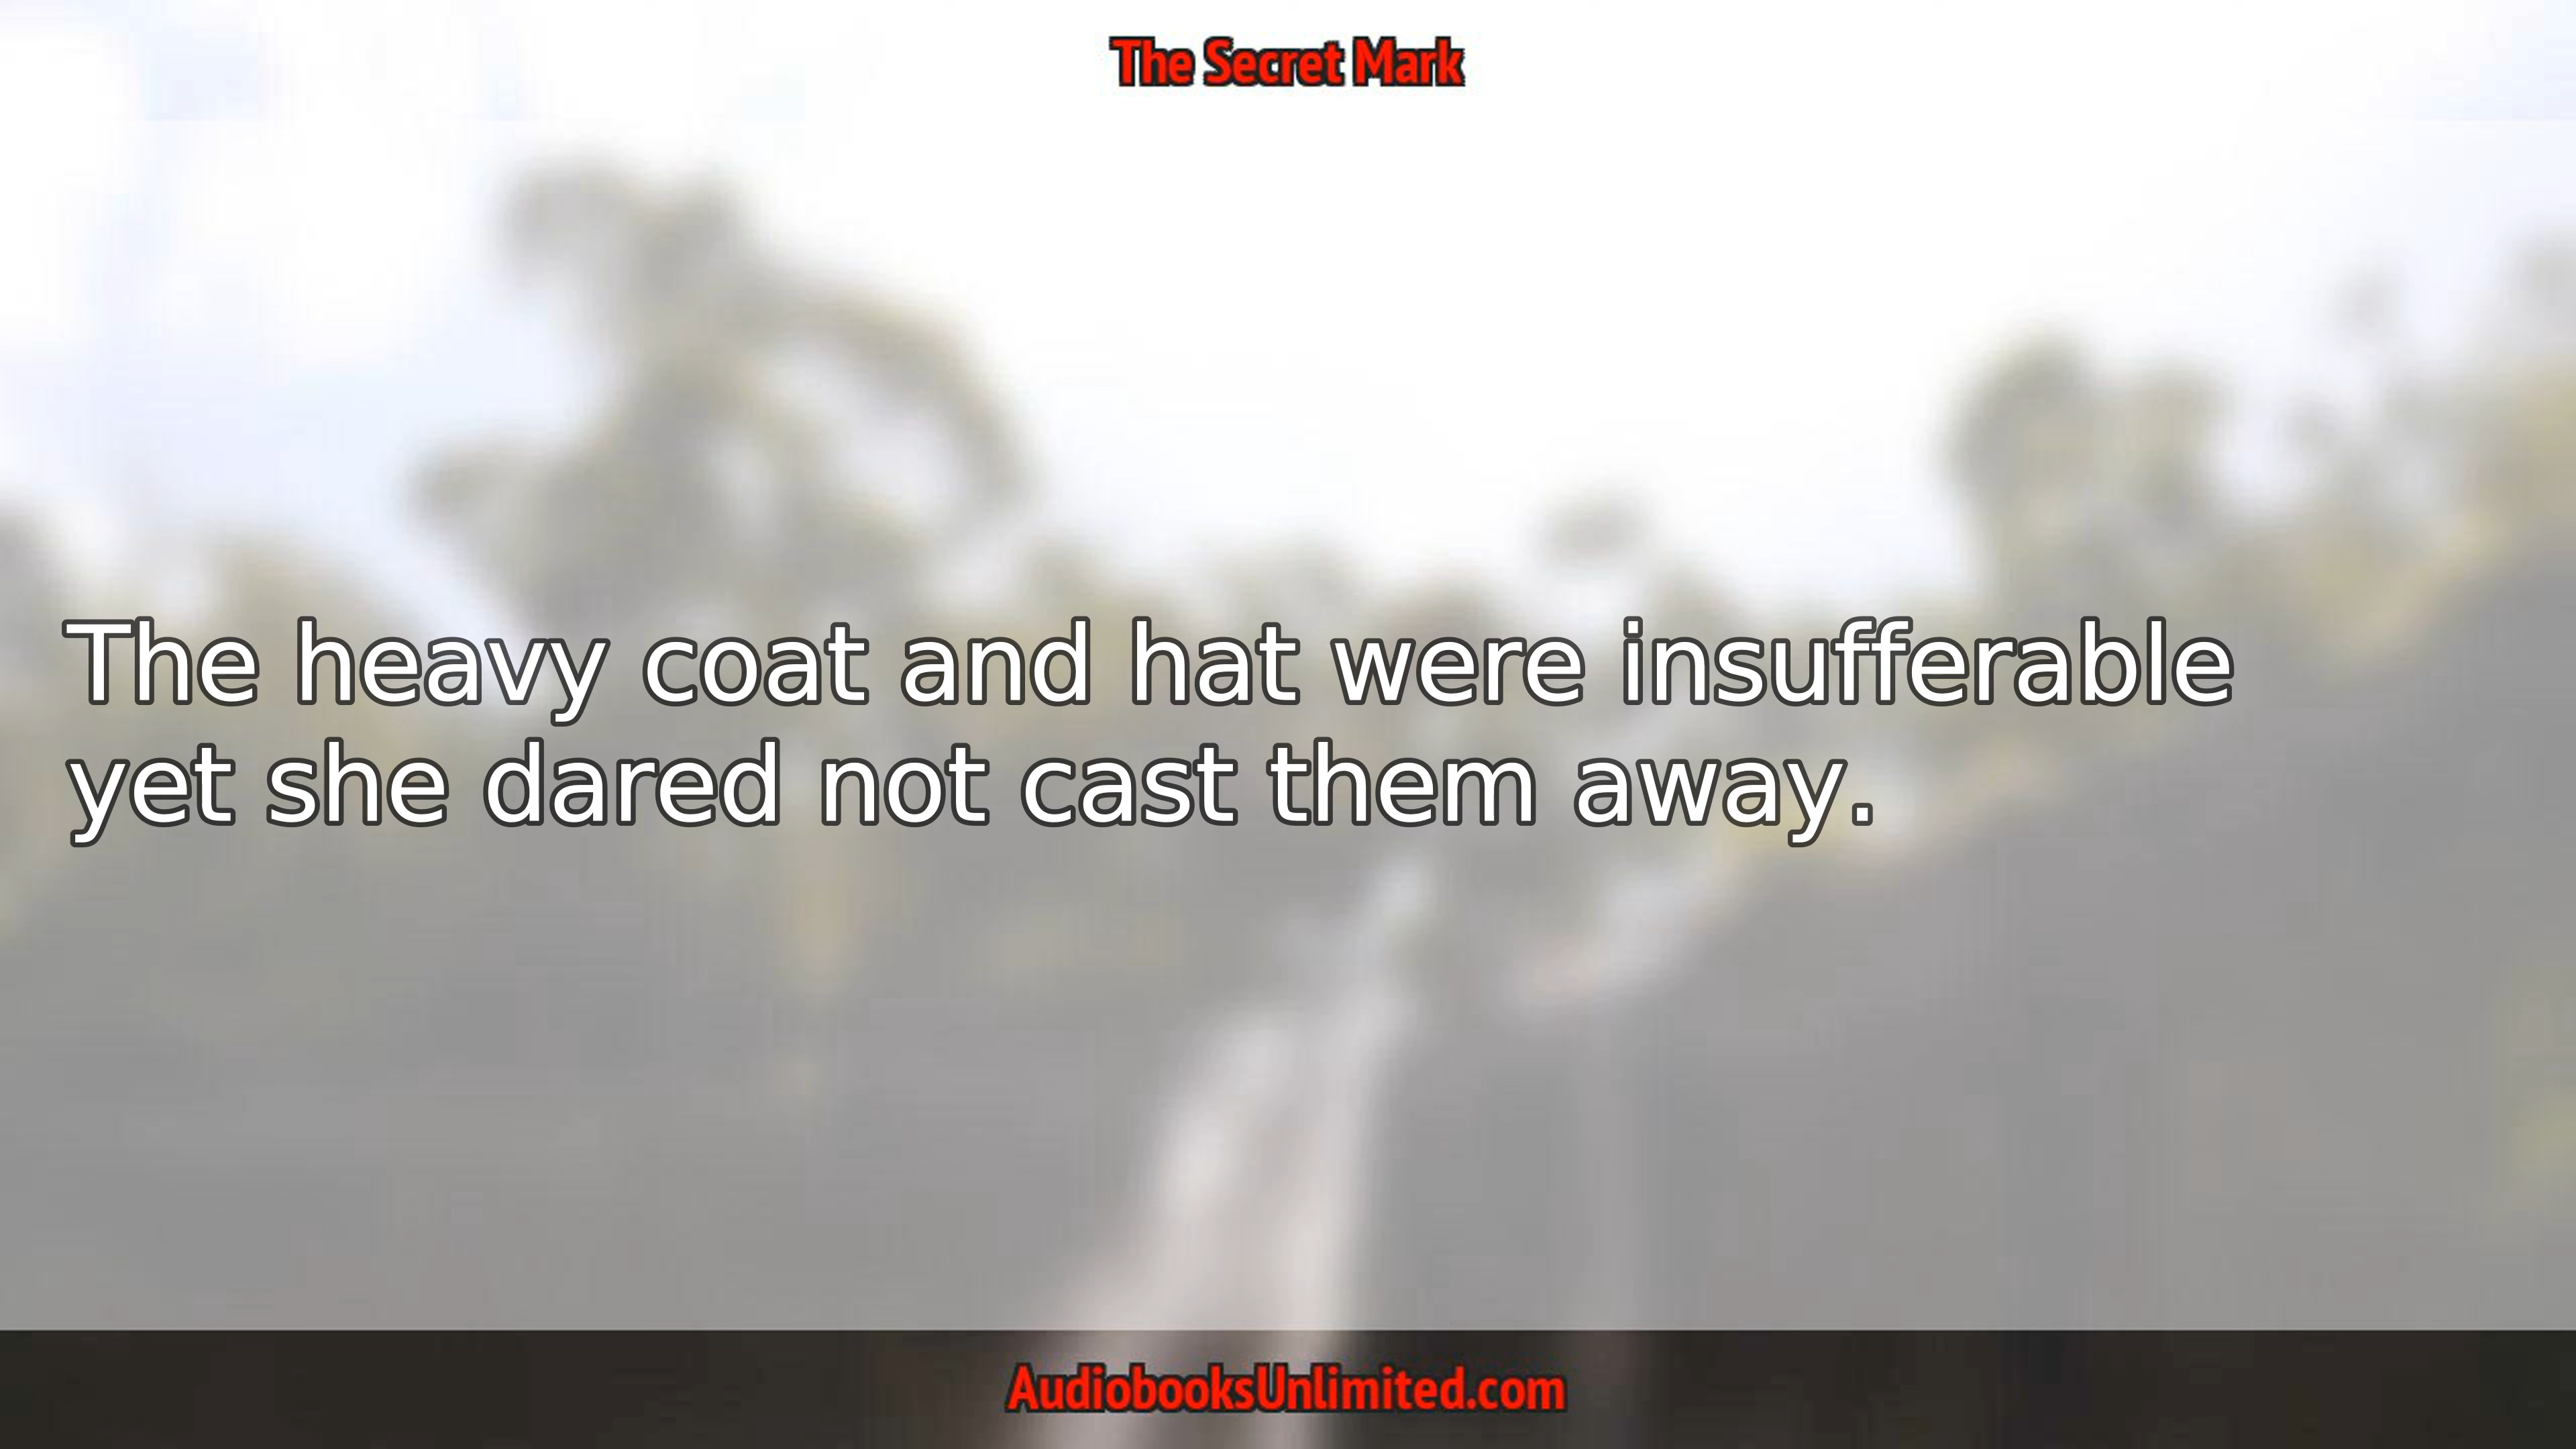 The Secret Mark
The heavy coat and hat were insufferable
yet she dared not cast them away.
AudiobooksUnlimited.com